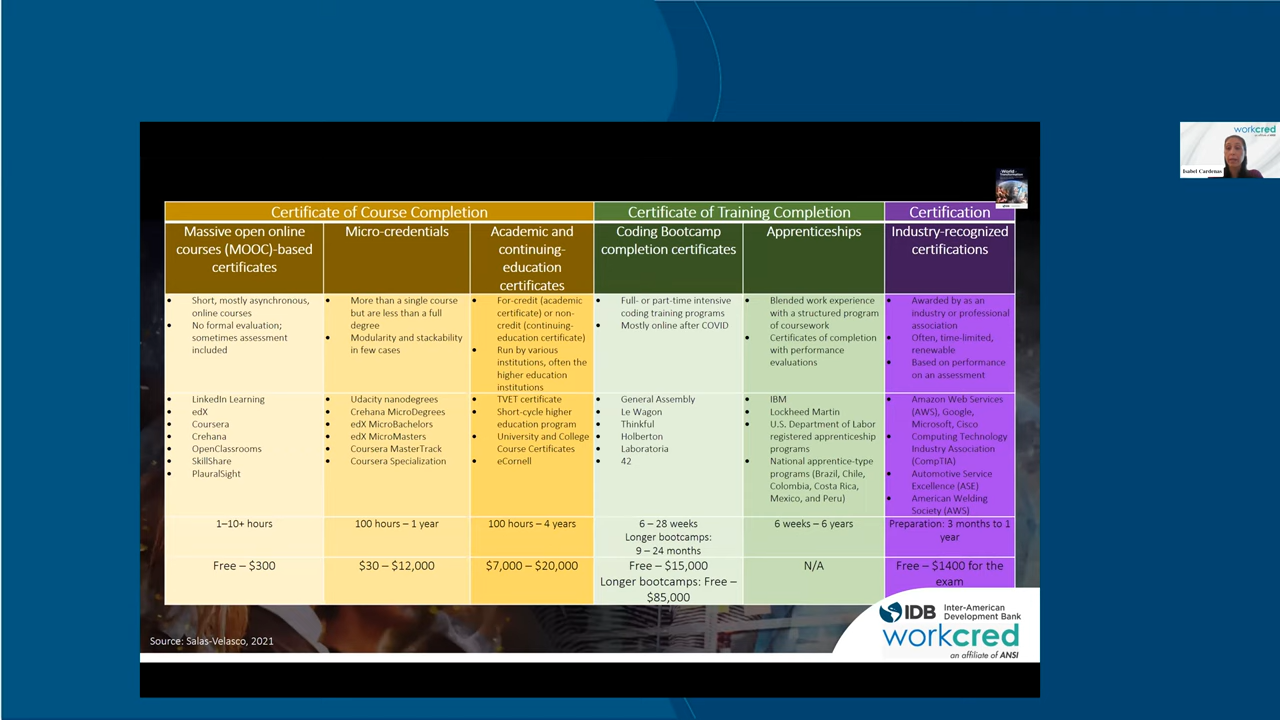 workcred
an affiliate of ANSI
Isabel Cardenas
World
Transformation
Certificate of Course Completion
Certificate of Training Completion
Certification
Massive open online
courses (MOOC)-based
certificates
Micro-credentials
Academic and
continuing-
education
certificates
Coding Bootcamp
completion certificates
Apprenticeships
Industry-recognized
certifications
• Short, mostly asynchronous,
online courses
• No formal evaluation;
sometimes assessment
included
• More than a single course
but are less than a full
degree
• Modularity and stackability
in few cases
• For-credit (academic
certificate) or non-
credit (continuing-
education certificate)
• Run by various
institutions, often the
higher education
institutions
• Full- or part-time intensive
coding training programs
• Mostly online after COVID
• Blended work experience
with a structured program
of coursework
• Certificates of completion
with performance
evaluations
• Awarded by as an
industry or professional
association
• Often, time-limited,
renewable
• Based on performance
on an assessment
• LinkedIn Learning
• edX
• Coursera
• Crehana
• OpenClassrooms
• SkillShare
• PlauralSight
• Udacity nanodegrees
• Crehana MicroDegrees
• edX MicroBachelors
• edX MicroMasters
• Coursera MasterTrack
• Coursera Specialization
• TVET certificate
• Short-cycle higher
education program
• University and College
Course Certificates
• eCornell
• General Assembly
• Le Wagon
• Thinkful
• Holberton
• Laboratoria
• 42
• IBM
• Lockheed Martin
• U.S. Department of Labor
registered apprenticeship
programs
• National apprentice-type
programs (Brazil, Chile,
Colombia, Costa Rica,
Mexico, and Peru)
• Amazon Web Services
(AWS), Google,
Microsoft, Cisco
• Computing Technology
Industry Association
(CompTIA)
• Automotive Service
Excellence (ASE)
• American Welding
Society (AWS)
1–10+ hours
100 hours – 1 year
100 hours – 4 years
6 – 28 weeks
Longer bootcamps:
9 – 24 months
6 weeks – 6 years
Preparation: 3 months to 1
year
Free – $300
$30 – $12,000
$7,000 – $20,000
Free – $15,000
Longer bootcamps: Free –
$85,000
N/A
Free – $1400 for the
exam
Source: Salas-Velasco, 2021
IDB Inter-American
Development Bank
workcred
an affiliate of ANSI